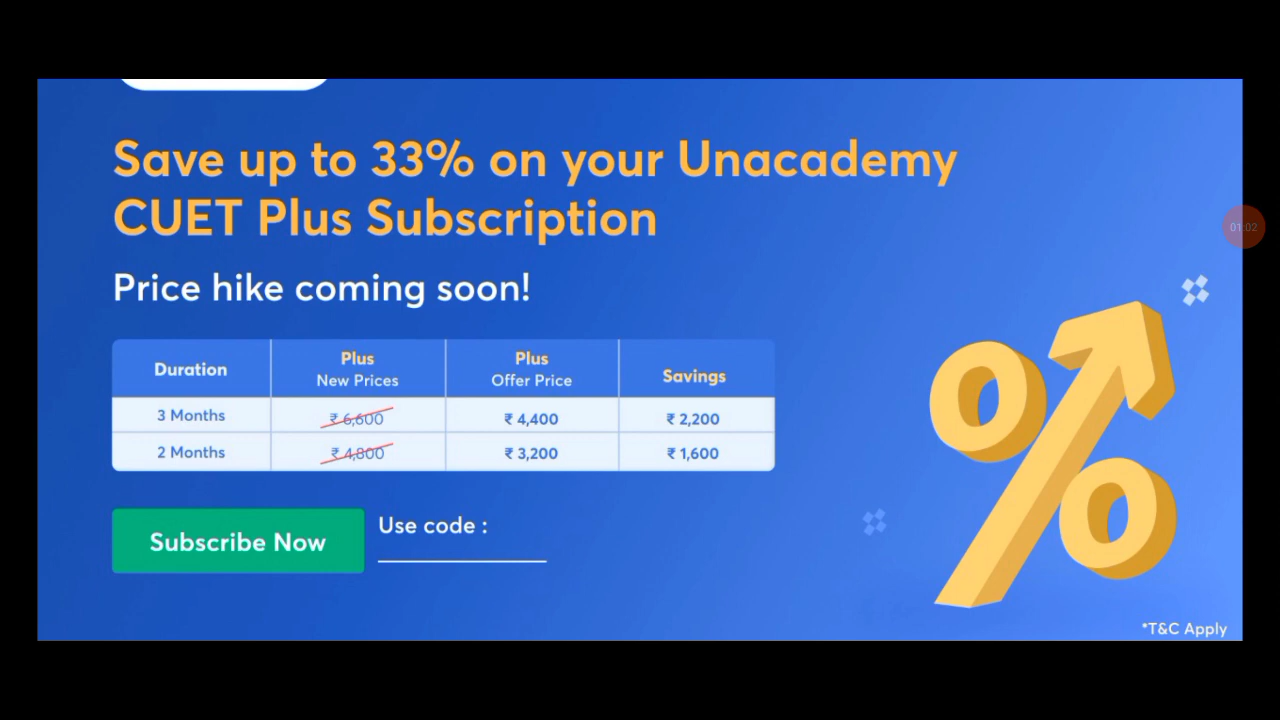 Save up to 33% on your Unacademy
CUET Plus Subscription
Price hike coming soon!
Duration
Plus
New Prices
Plus
Offer Price
Savings
3 Months ₹ 6,600 ₹ 4,400 ₹ 2,200
2 Months ₹ 4,800 ₹ 3,200 ₹ 1,600
Subscribe Now
Use code :
%
01:02
*T&C Apply